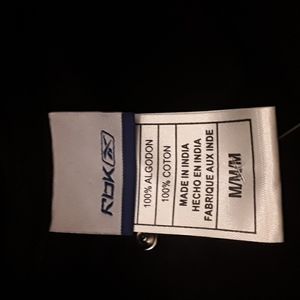 RbK
100% ALGODON
100% COTON
MADE IN INDIA
HECHO EN INDIA
FABRIQUE AUX INDE
M/M/M